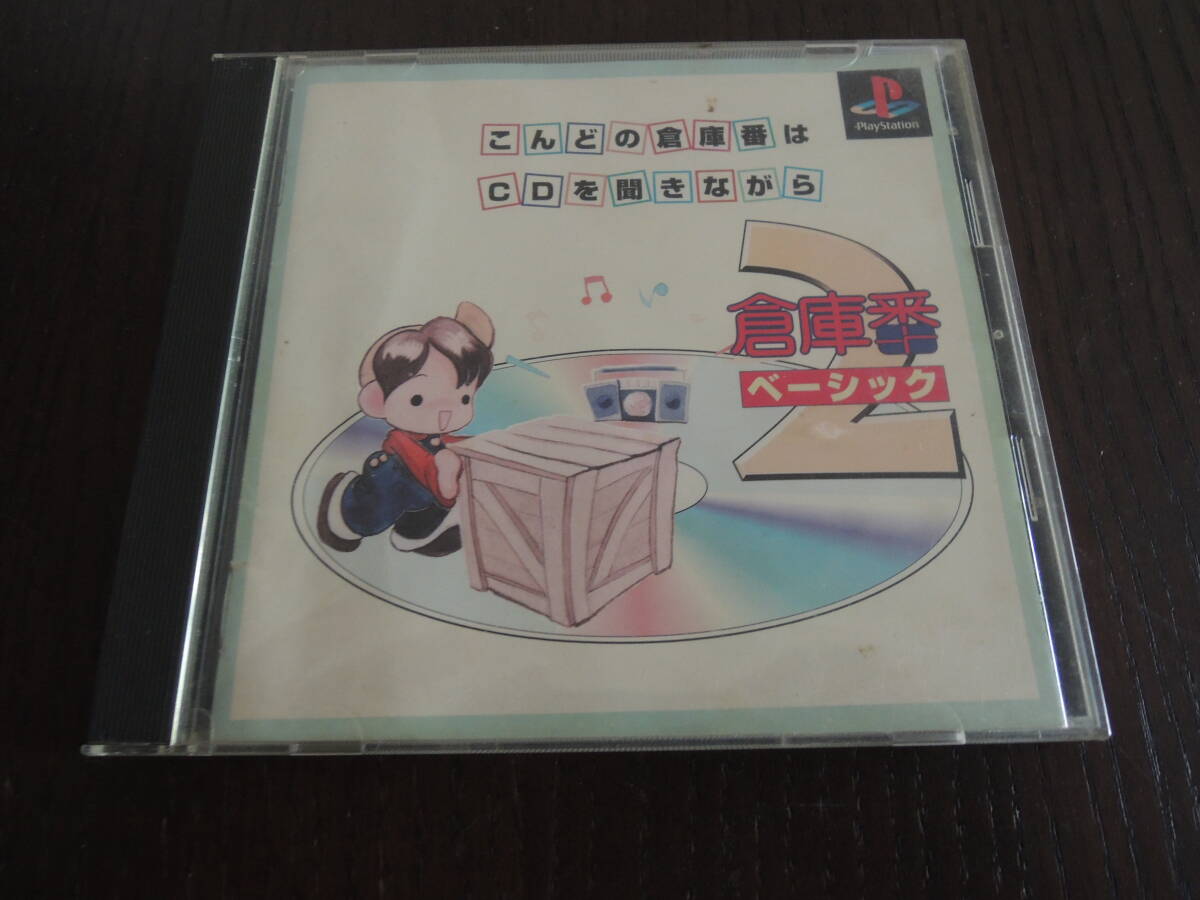 こんどの倉庫番は
CDを聞きながら
PlayStation
2
倉庫番
ベーシック